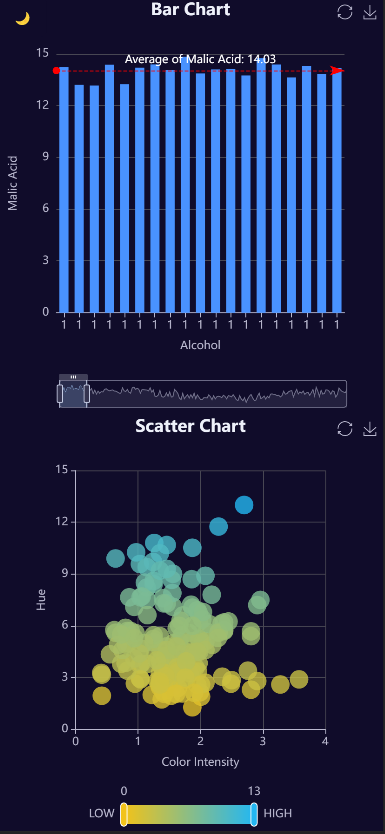 Bar Chart
Average of Malic Acid: 14.03
15
12
9
6
3
0
Malic Acid
1 1 1 1 1 1 1 1 1 1 1 1 1 1 1 1 1 1 1
Alcohol
Scatter Chart
15
12
9
6
3
0
Hue
0 1 2 3 4
Color Intensity
0 13
LOW HIGH